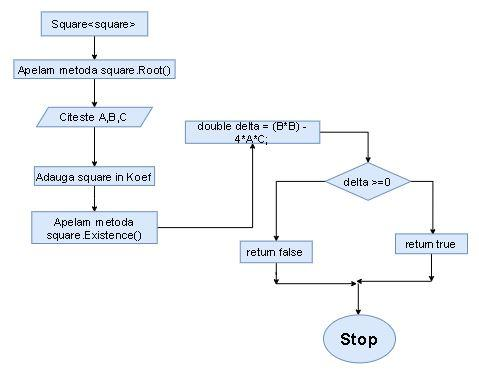 Square<square>
Apelam metoda square.Root()
Citeste A,B,C
Adauga square in Koef
Apelam metoda
square.Existence()
double delta = (B*B) -
4*A*C;
delta >=0
return false
return true
Stop